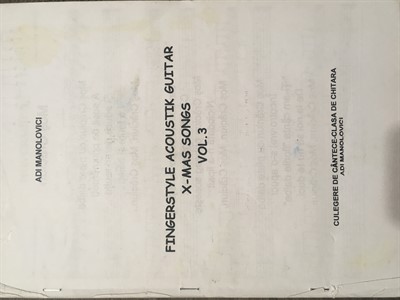 ADI MANOLOVICI
FINGERSTYLE ACOUSTIK GUITAR
X-MAS SONGS
VOL.3
CULEGERE DE CÂNTECE-CLASA DE CHITARA
ADI MANOLOVICI